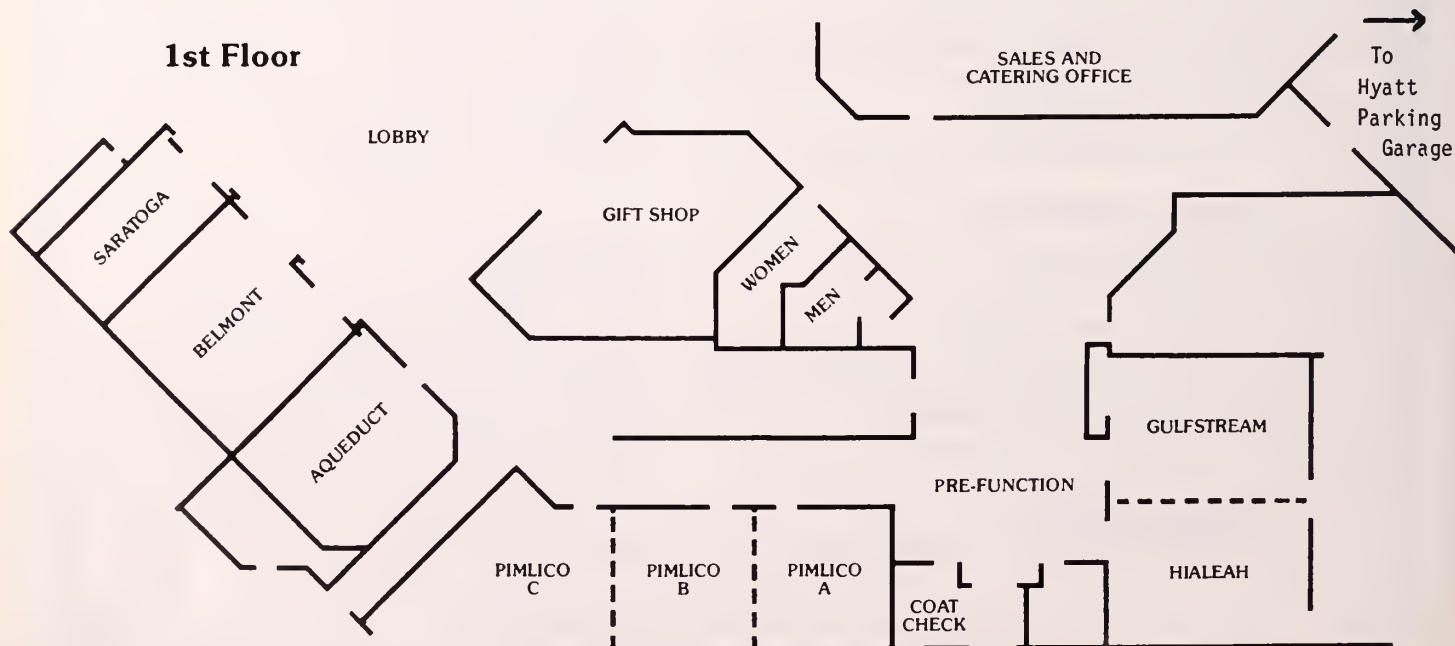 1st Floor
SALES AND
CATERING OFFICE
To
Hyatt
Parking
Garage
LOBBY
SARATOGA
GIFT SHOP
WOMEN
MEN
BELMONT
AQUEDUCT
GULFSTREAM
PRE-FUNCTION
PIMLICO
C
PIMLICO
B
PIMLICO
A
HIALEAH
COAT
CHECK